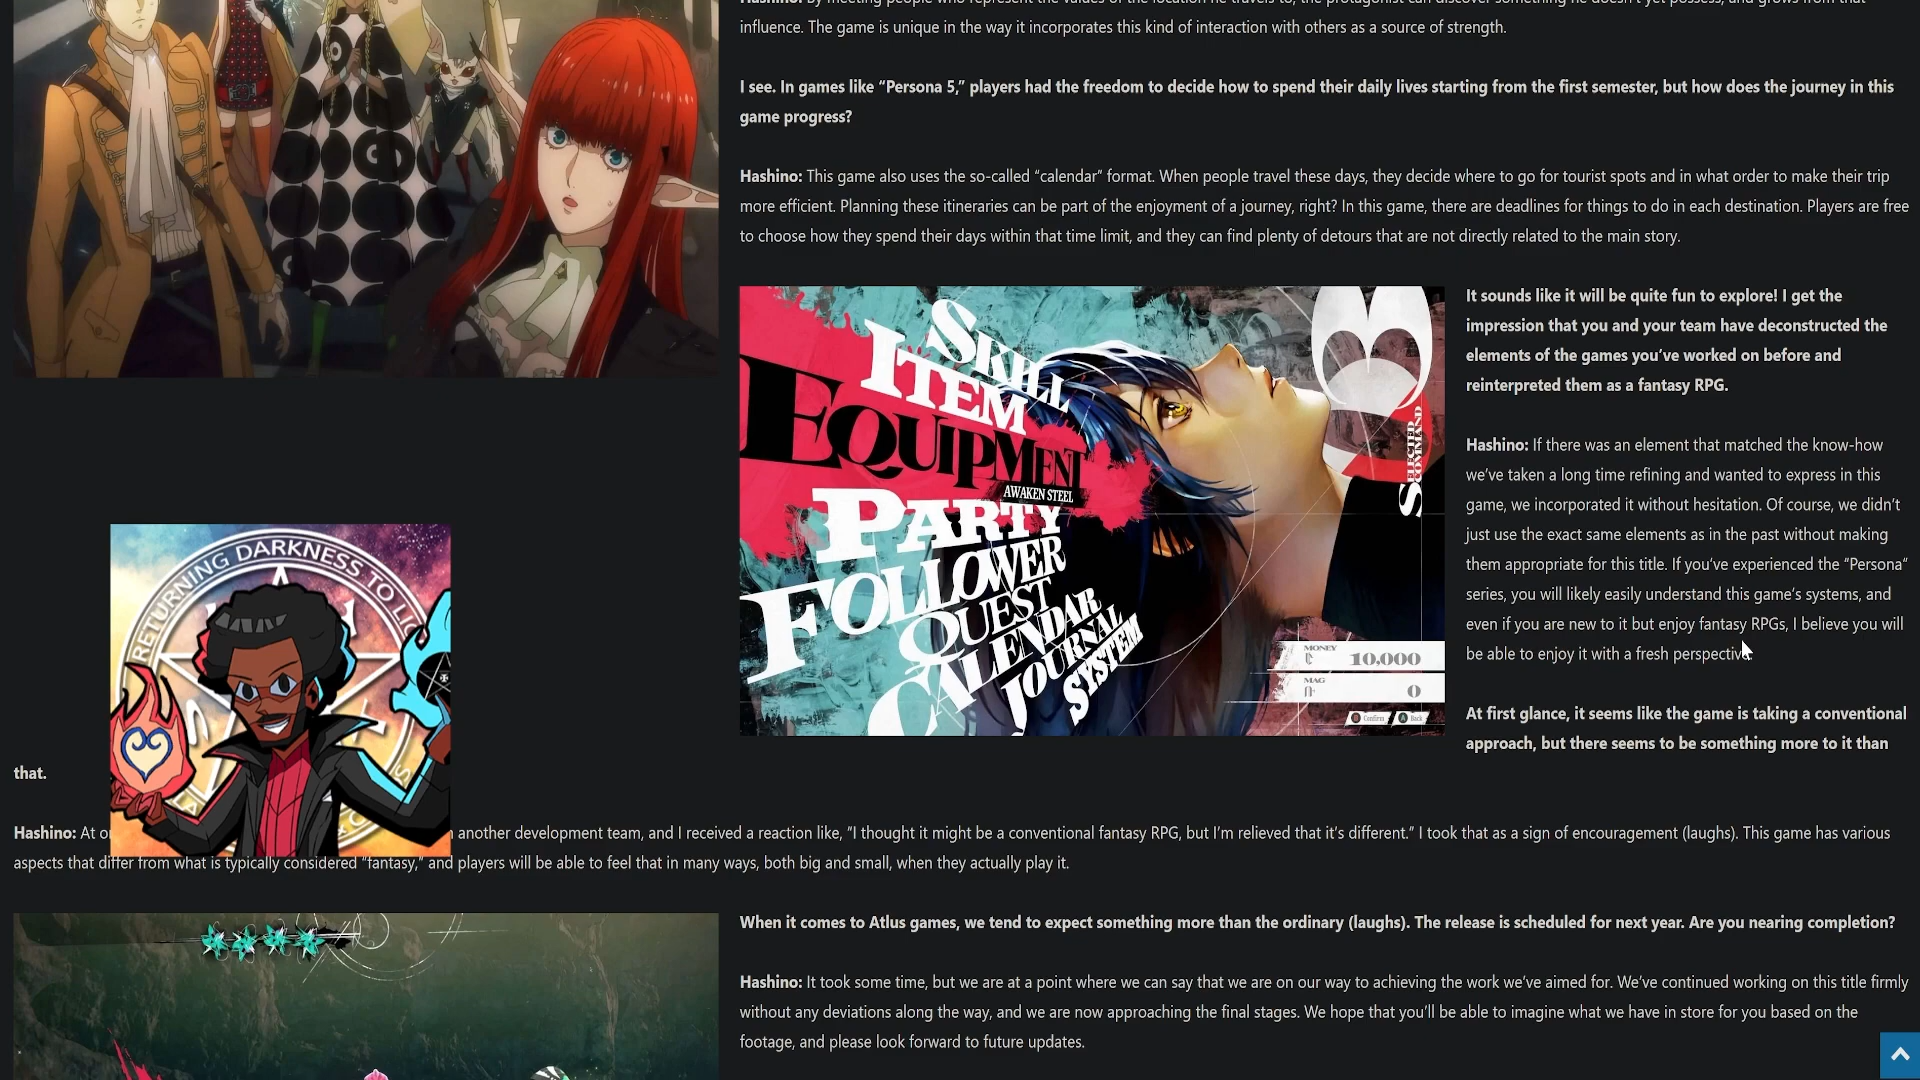 influence. The game is unique in the way it incorporates this kind of interaction with others as a source of strength.
I see. In games like “Persona 5,” players had the freedom to decide how to spend their daily lives starting from the first semester, but how does the journey in this
game progress?
Hashino: This game also uses the so-called “calendar” format. When people travel these days, they decide where to go for tourist spots and in what order to make their trip
more efficient. Planning these itineraries can be part of the enjoyment of a journey, right? In this game, there are deadlines for things to do in each destination. Players are free
to choose how they spend their days within that time limit, and they can find plenty of detours that are not directly related to the main story.
SKILL
ITEM
EQUIPMENT
AWAKEN STEEL
PARTY
FOLLOWER
QUEST
CALENDAR
JOURNAL
SYSTEM
SELECTED
COMMAND
MONEY
10,000
MAG
0
Confirm
Back
It sounds like it will be quite fun to explore! I get the
impression that you and your team have deconstructed the
elements of the games you’ve worked on before and
reinterpreted them as a fantasy RPG.
Hashino: If there was an element that matched the know-how
we’ve taken a long time refining and wanted to express in this
game, we incorporated it without hesitation. Of course, we didn’t
just use the exact same elements as in the past without making
them appropriate for this title. If you’ve experienced the “Persona”
series, you will likely easily understand this game’s systems, and
even if you are new to it but enjoy fantasy RPGs, I believe you will
be able to enjoy it with a fresh perspective.
At first glance, it seems like the game is taking a conventional
approach, but there seems to be something more to it than
that.
RETURNING DARKNESS TO LIG
Hashino: At another development team, and I received a reaction like, “I thought it might be a conventional fantasy RPG, but I’m relieved that it’s different.” I took that as a sign of encouragement (laughs). This game has various
aspects that differ from what is typically considered “fantasy,” and players will be able to feel that in many ways, both big and small, when they actually play it.
When it comes to Atlus games, we tend to expect something more than the ordinary (laughs). The release is scheduled for next year. Are you nearing completion?
Hashino: It took some time, but we are at a point where we can say that we are on our way to achieving the work we’ve aimed for. We’ve continued working on this title firmly
without any deviations along the way, and we are now approaching the final stages. We hope that you’ll be able to imagine what we have in store for you based on the
footage, and please look forward to future updates.